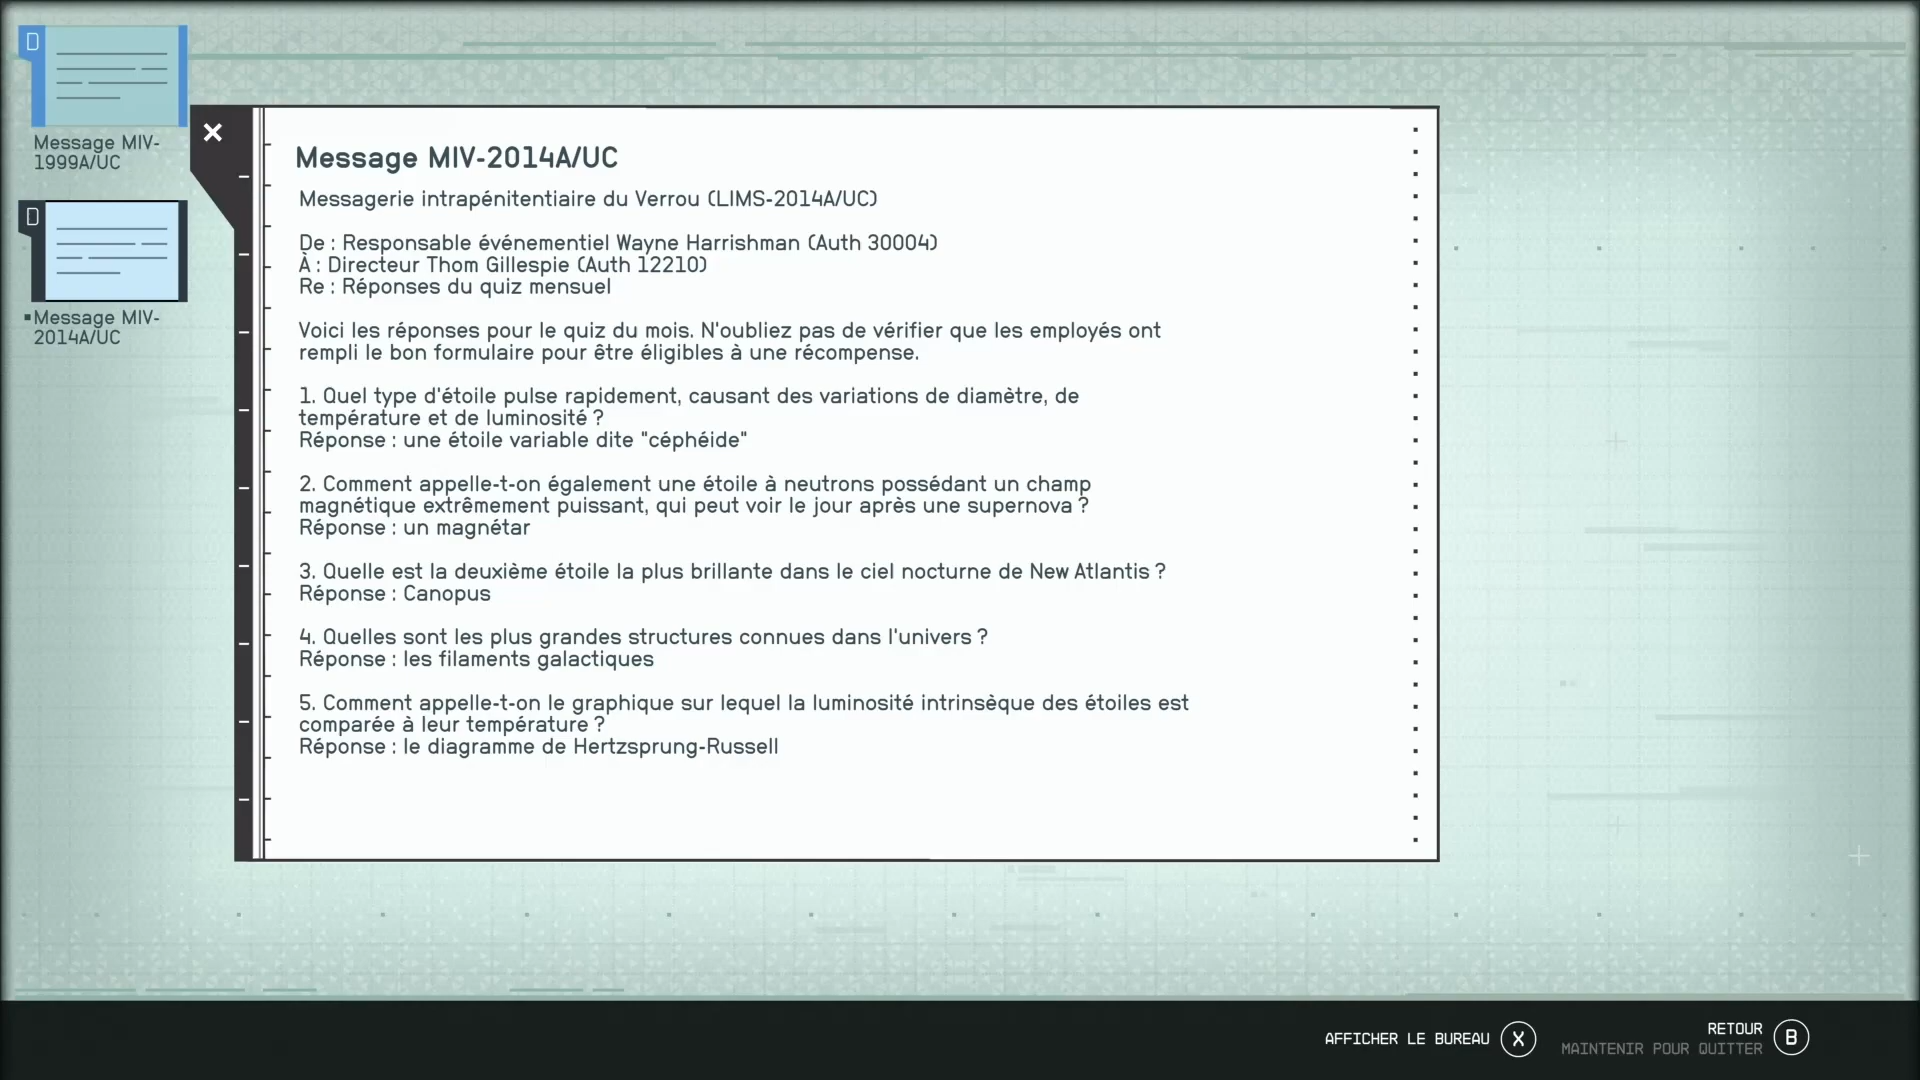 D
Message MIV-
1999A/UC
D
Message MIV-
2014A/UC
Message MIV-2014A/UC
Messagerie intrapénitentiaire du Verrou (LIMS-2014A/UC)
De : Responsable événementiel Wayne Harrishman (Auth 30004)
À : Directeur Thom Gillespie (Auth 12210)
Re : Réponses du quiz mensuel
Voici les réponses pour le quiz du mois. N'oubliez pas de vérifier que les employés ont
rempli le bon formulaire pour être éligibles à une récompense.
1. Quel type d'étoile pulse rapidement, causant des variations de diamètre, de
température et de luminosité ?
Réponse : une étoile variable dite "céphéide"
2. Comment appelle-t-on également une étoile à neutrons possédant un champ
magnétique extrêmement puissant, qui peut voir le jour après une supernova ?
Réponse : un magnétar
3. Quelle est la deuxième étoile la plus brillante dans le ciel nocturne de New Atlantis ?
Réponse : Canopus
4. Quelles sont les plus grandes structures connues dans l'univers ?
Réponse : les filaments galactiques
5. Comment appelle-t-on le graphique sur lequel la luminosité intrinsèque des étoiles est
comparée à leur température ?
Réponse : le diagramme de Hertzsprung-Russell
AFFICHER LE BUREAU X
RETOUR B
MAINTENIR POUR QUITTER